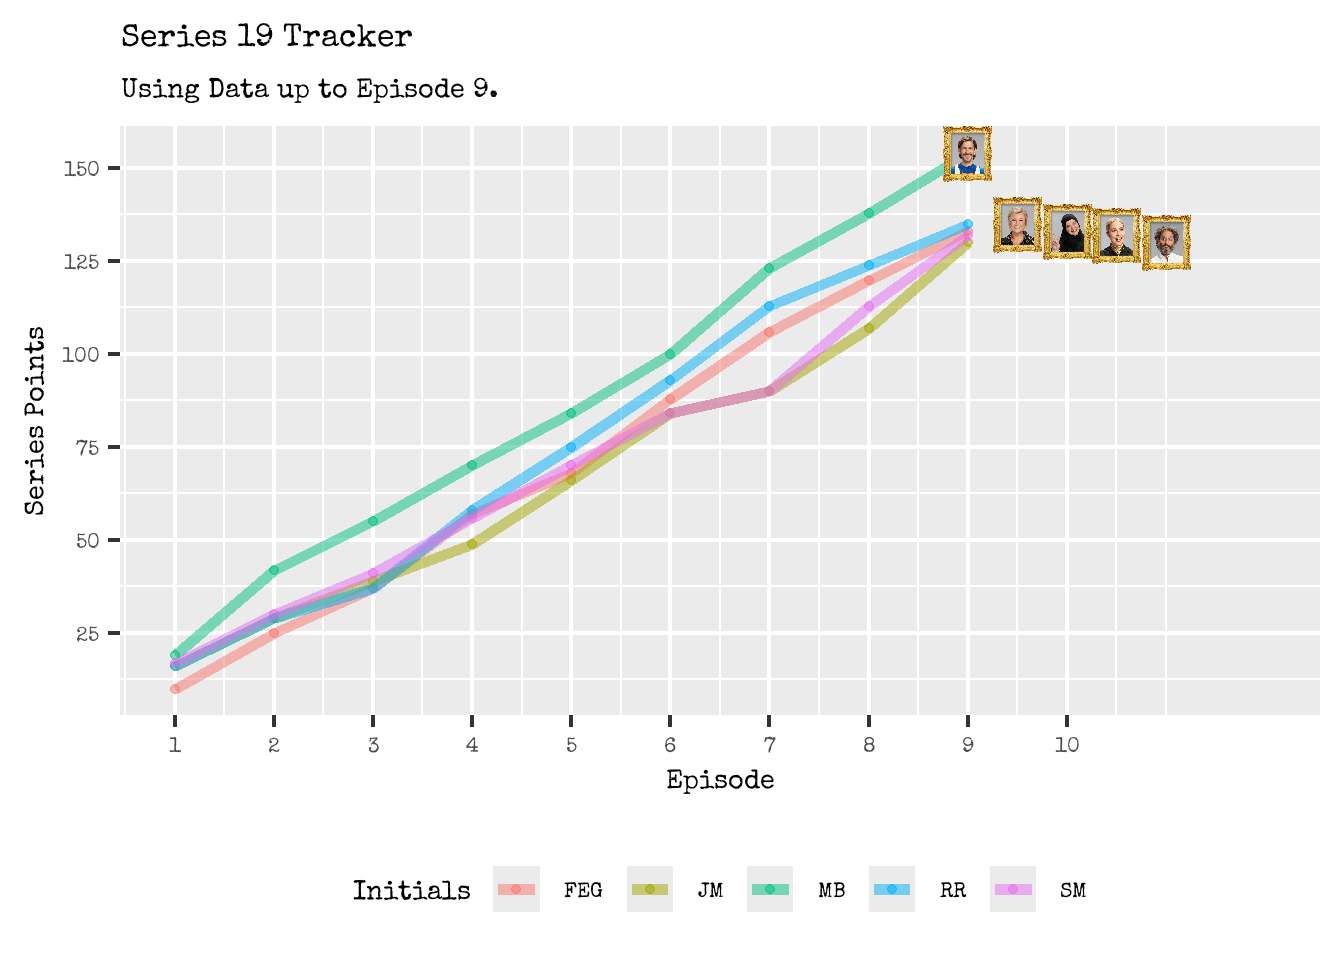 Series 19 Tracker
Using Data up to Episode 9.
Series Points
150
125
100
75
50
25
1 2 3 4 5 6 7 8 9 10
Episode
Initials FEG JM MB RR SM